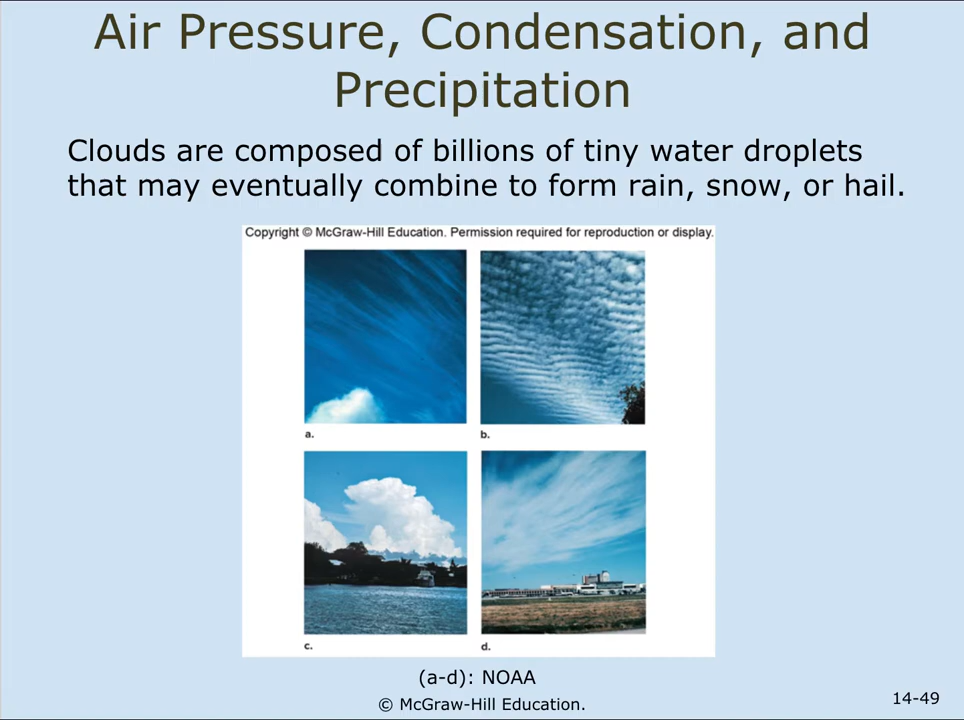 Air Pressure, Condensation, and
Precipitation
Clouds are composed of billions of tiny water droplets
that may eventually combine to form rain, snow, or hail.
Copyright © McGraw-Hill Education. Permission required for reproduction or display.
a.
b.
c.
d.
(a-d): NOAA
© McGraw-Hill Education.
14-49